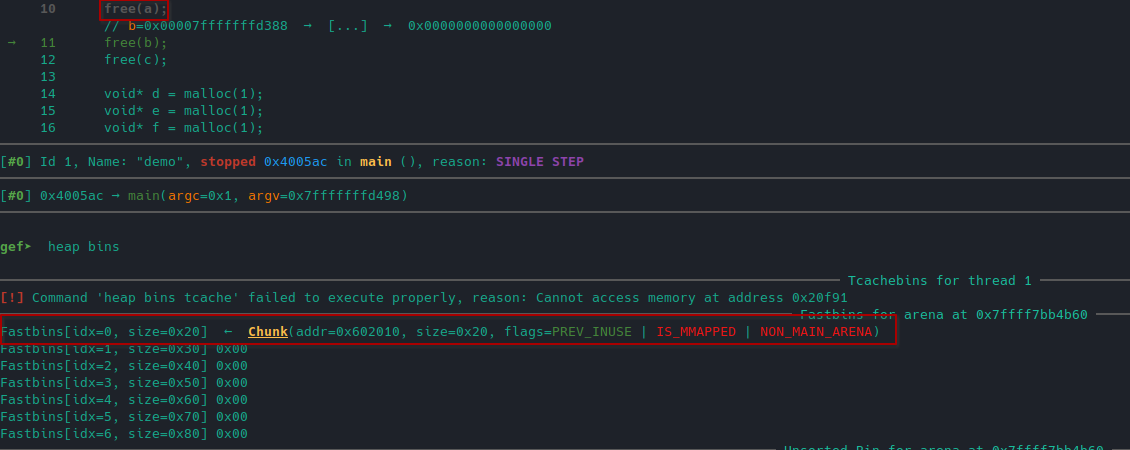 10 free(a);
// b=0x00007fffffffd388 → [...] → 0x0000000000000000
→ 11 free(b);
12 free(c);
13
14 void* d = malloc(1);
15 void* e = malloc(1);
16 void* f = malloc(1);
[#0] Id 1, Name: "demo", stopped 0x4005ac in main (), reason: SINGLE STEP
[#0] 0x4005ac → main(argc=0x1, argv=0x7fffffffd498)
gef➤ heap bins
Tcachebins for thread 1
[!] Command 'heap bins tcache' failed to execute properly, reason: Cannot access memory at address 0x20f91
Fastbins for arena at 0x7ffff7bb4b60
Fastbins[idx=0, size=0x20] ← Chunk(addr=0x602010, size=0x20, flags=PREV_INUSE | IS_MMAPPED | NON_MAIN_ARENA)
Fastbins[idx=1, size=0x30] 0x00
Fastbins[idx=2, size=0x40] 0x00
Fastbins[idx=3, size=0x50] 0x00
Fastbins[idx=4, size=0x60] 0x00
Fastbins[idx=5, size=0x70] 0x00
Fastbins[idx=6, size=0x80] 0x00
Unsorted Bin for arena at 0x7ffff7bb4b60